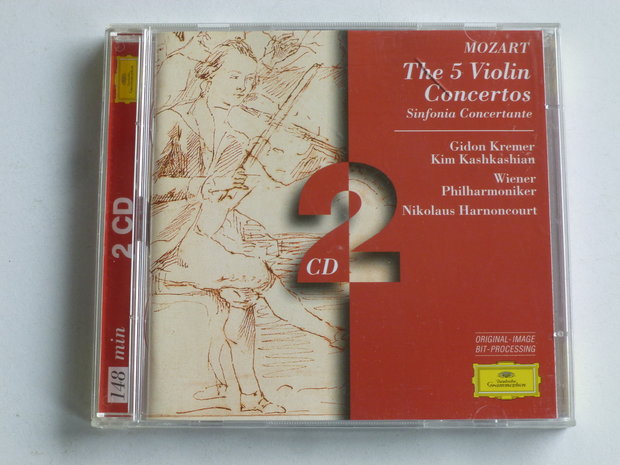 MOZART
The 5 Violin
Concertos
Sinfonia Concertante
Gidon Kremer
Kim Kashkashian
Wiener
Philharmoniker
Nikolaus Harnoncourt
2
CD
ORIGINAL-IMAGE
BIT-PROCESSING
Deutsche
Grammophon
2 CD
148 min